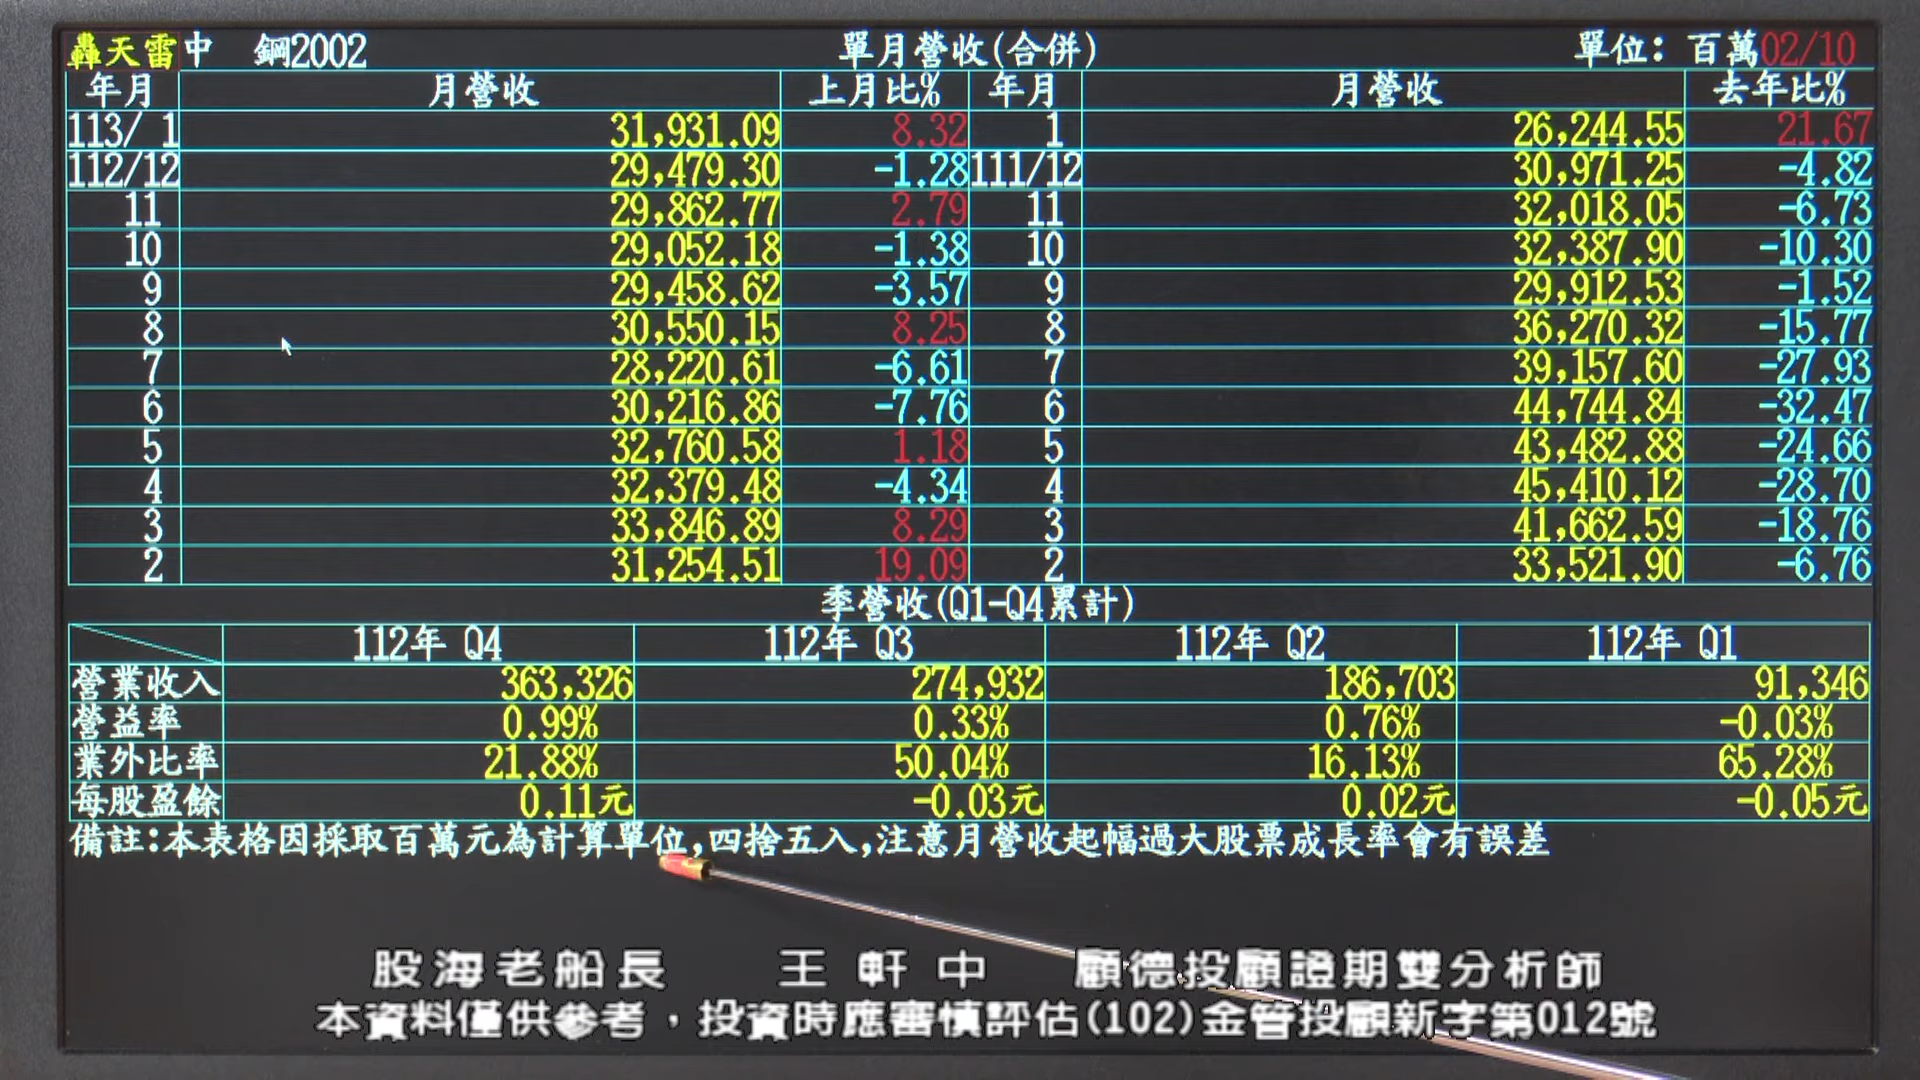 轟天雷中 鋼2002 單月營收(合併) 單位: 百萬02/10
年月 月營收 上月比% 年月 月營收 去年比%
113/ 1 31,931.09 8.32 1 26,244.55 21.67
112/12 29,479.30 -1.28 111/12 30,971.25 -4.82
11 29,862.77 2.79 11 32,018.05 -6.73
10 29,052.18 -1.38 10 32,387.90 -10.30
9 29,458.62 -3.57 9 29,912.53 -1.52
8 30,550.15 8.25 8 36,270.32 -15.77
7 28,220.61 -6.61 7 39,157.60 -27.93
6 30,216.86 -7.76 6 44,744.84 -32.47
5 32,760.58 1.18 5 43,482.88 -24.66
4 32,379.48 -4.34 4 45,410.12 -28.70
3 33,846.89 8.29 3 41,662.59 -18.76
2 31,254.51 19.09 2 33,521.90 -6.76
季營收(Q1-Q4累計)
112年 Q4 112年 Q3 112年 Q2 112年 Q1
營業收入 363,326 274,932 186,703 91,346
營益率 0.99% 0.33% 0.76% -0.03%
業外比率 21.88% 50.04% 16.13% 65.28%
每股盈餘 0.11元 -0.03元 0.02元 -0.05元
備註:本表格因採取百萬元為計算單位,四捨五入,注意月營收起幅過大股票成長率會有誤差
股海老船長 王軒中 顧德投顧證期雙分析師
本資料僅供參考，投資時應審慎評估(102)金管投顧新字第012號